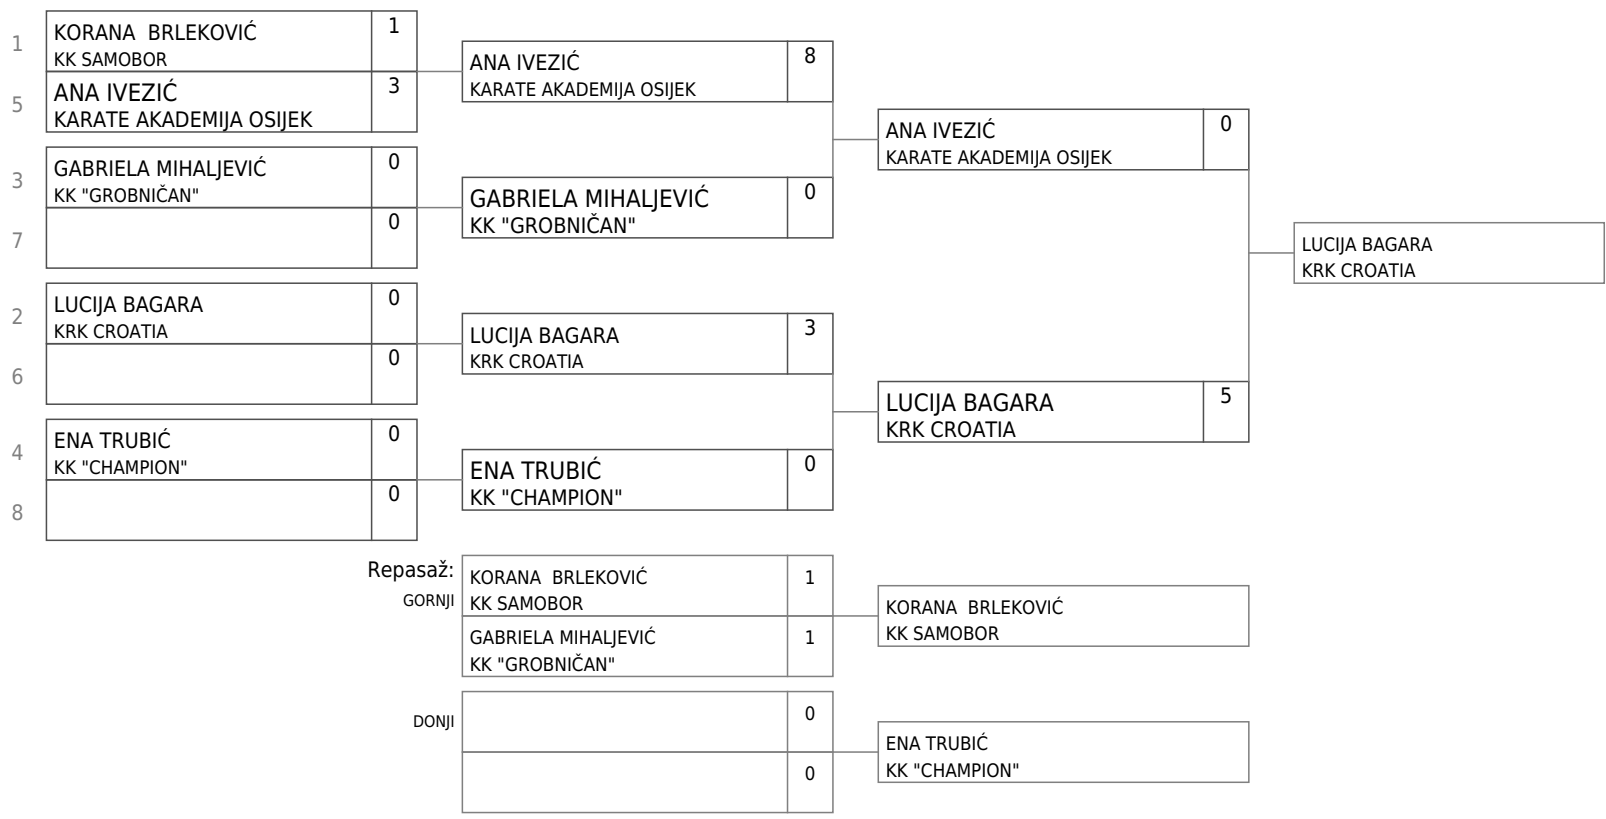 1
KORANA  BRLEKOVIĆ
KK SAMOBOR
1
5
ANA IVEZIĆ
KARATE AKADEMIJA OSIJEK
3
3
GABRIELA MIHALJEVIĆ
KK "GROBNIČAN"
0
7
0
2
LUCIJA BAGARA
KRK CROATIA
0
6
0
4
ENA TRUBIĆ
KK "CHAMPION"
0
8
0
ANA IVEZIĆ
KARATE AKADEMIJA OSIJEK
8
GABRIELA MIHALJEVIĆ
KK "GROBNIČAN"
0
LUCIJA BAGARA
KRK CROATIA
3
ENA TRUBIĆ
KK "CHAMPION"
0
ANA IVEZIĆ
KARATE AKADEMIJA OSIJEK
0
LUCIJA BAGARA
KRK CROATIA
5
LUCIJA BAGARA
KRK CROATIA
Repasaž:
GORNJI
KORANA  BRLEKOVIĆ
KK SAMOBOR
1
GABRIELA MIHALJEVIĆ
KK "GROBNIČAN"
1
KORANA  BRLEKOVIĆ
KK SAMOBOR
DONJI
0
0
ENA TRUBIĆ
KK "CHAMPION"